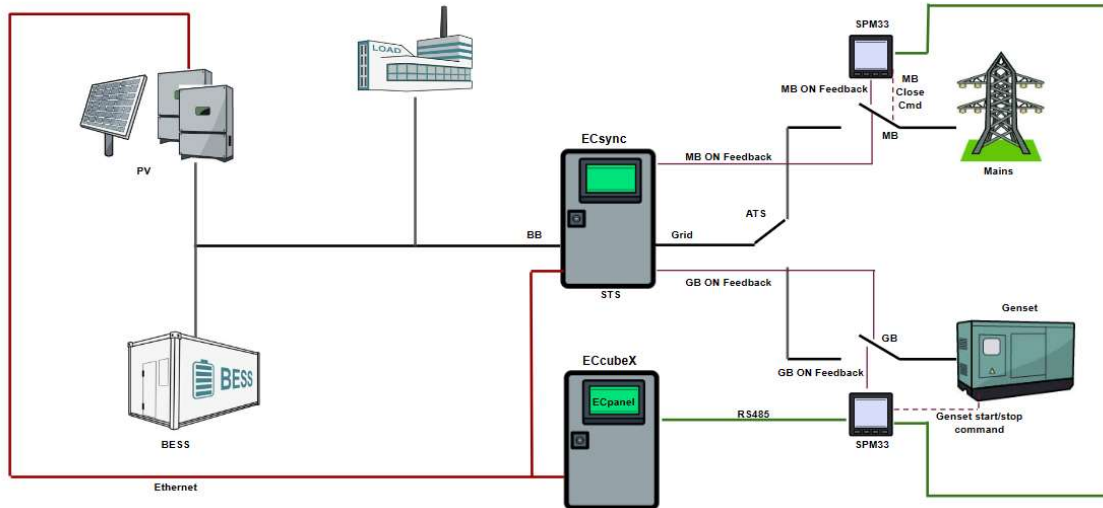 SPM33
LOAD
MB ON Feedback
MB
Close
Cmd
MB
ECsync
MB ON Feedback
PV
Mains
ATS
BB
Grid
STS
GB ON Feedback
Genset
GB
ECcubeX
GB ON Feedback
BESS
ECpanel
RS485
Genset start/stop
command
BESS
SPM33
Ethernet